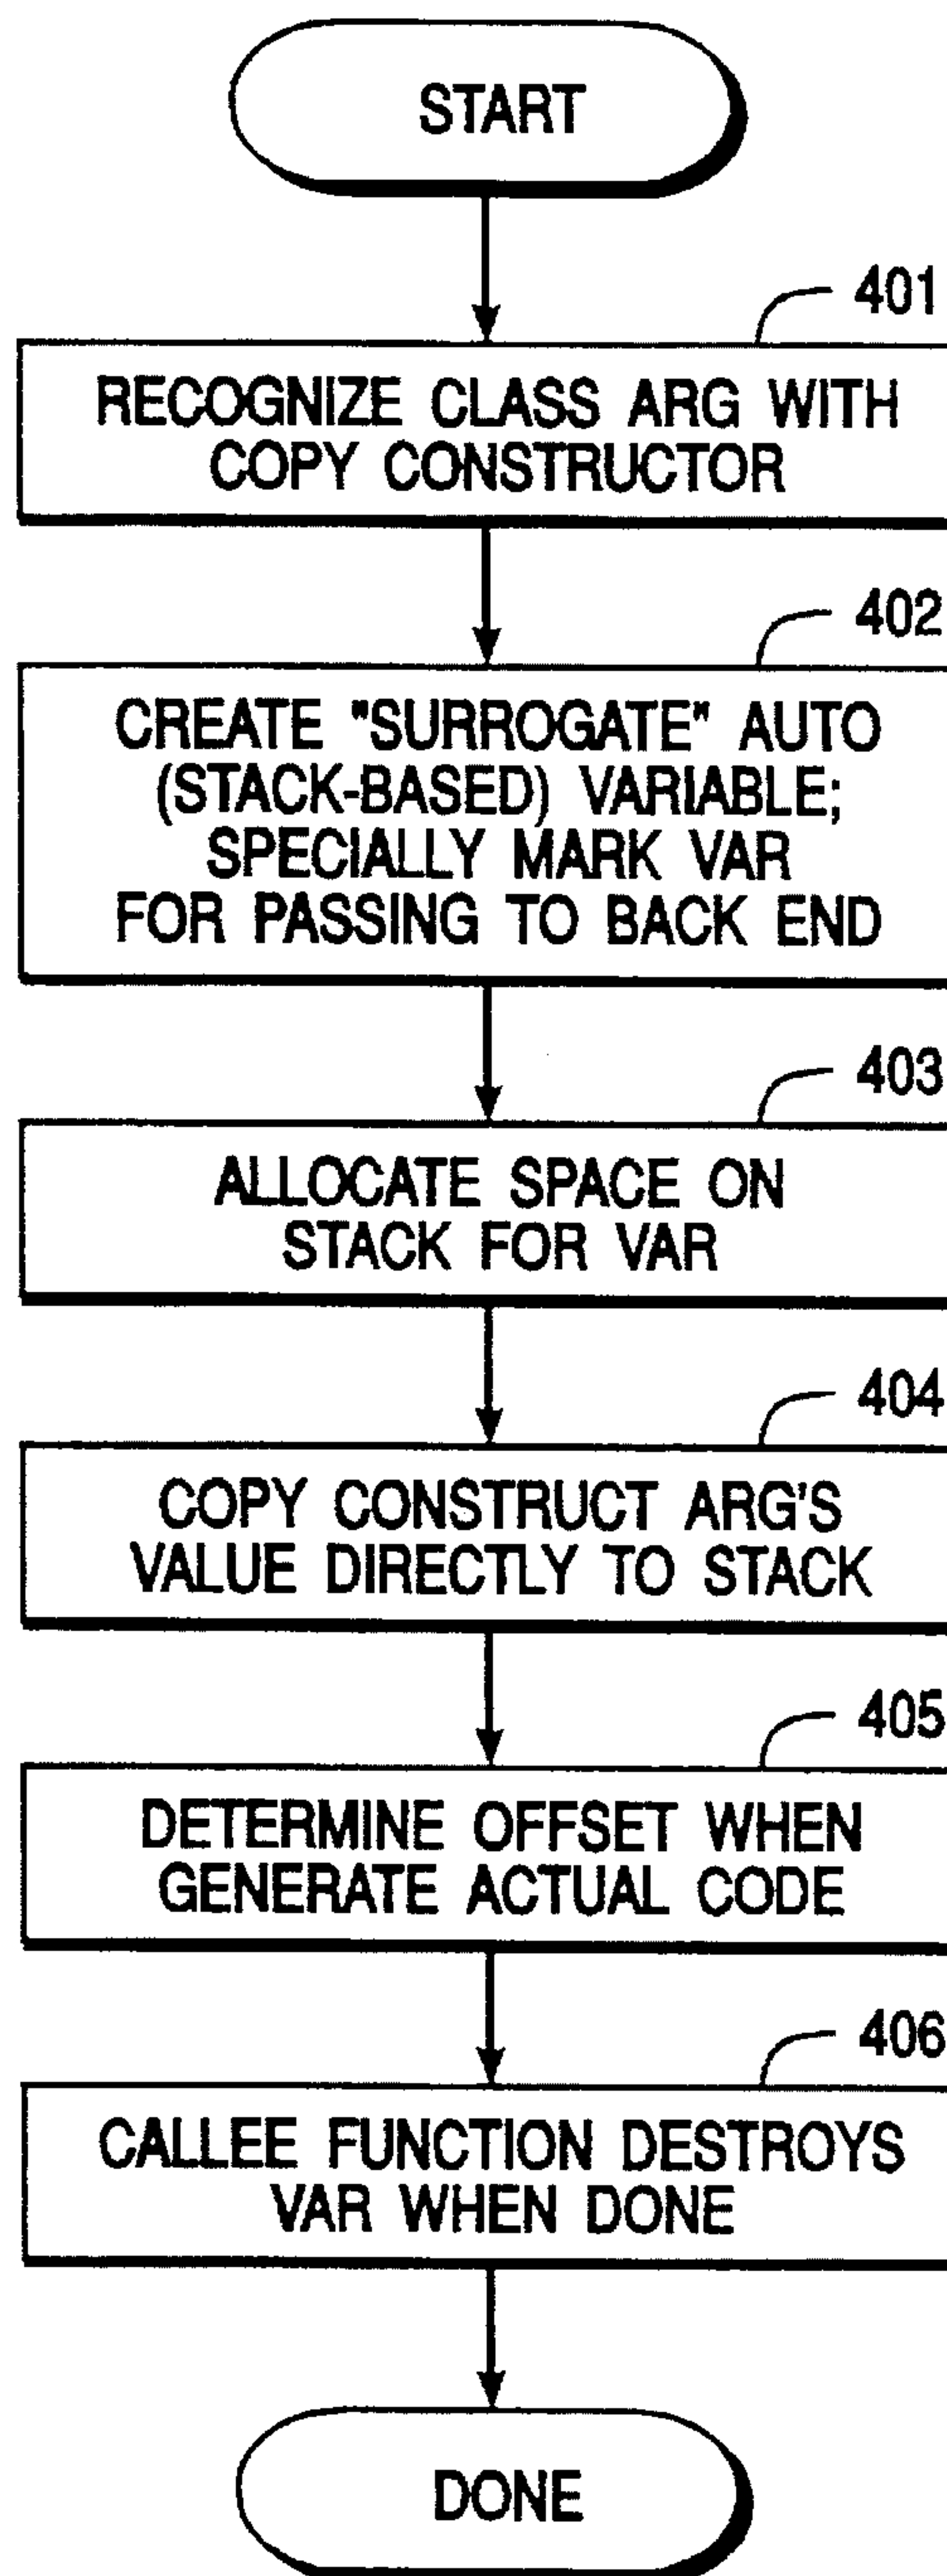 START
401
RECOGNIZE CLASS ARG WITH
COPY CONSTRUCTOR
402
CREATE "SURROGATE" AUTO
(STACK-BASED) VARIABLE;
SPECIALLY MARK VAR
FOR PASSING TO BACK END
403
ALLOCATE SPACE ON
STACK FOR VAR
404
COPY CONSTRUCT ARG'S
VALUE DIRECTLY TO STACK
405
DETERMINE OFFSET WHEN
GENERATE ACTUAL CODE
406
CALLEE FUNCTION DESTROYS
VAR WHEN DONE
DONE